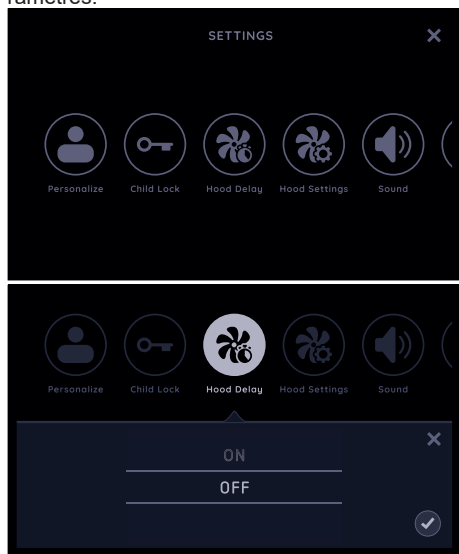 ramètres.
SETTINGS
Personalize Child Lock Hood Delay Hood Settings Sound
Personalize Child Lock Hood Delay Hood Settings Sound
ON
OFF